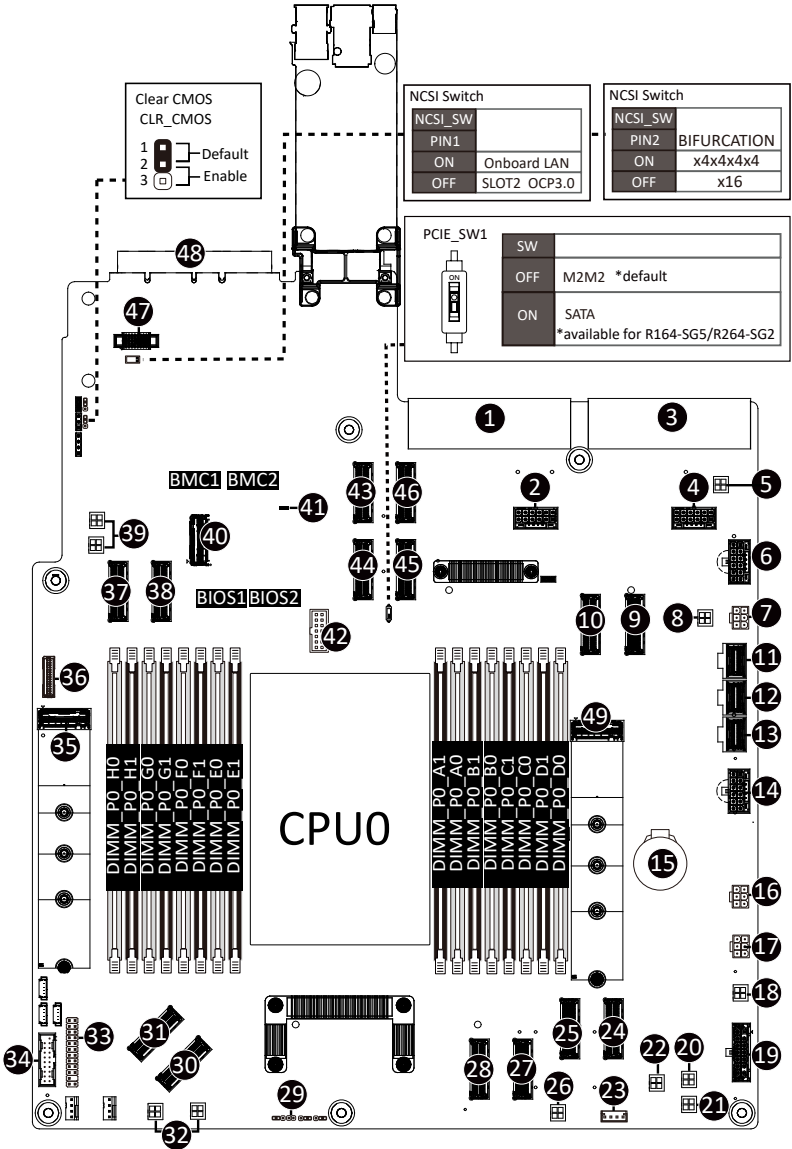 Clear CMOS
CLR_CMOS
1
2
3
Default
Enable
NCSI Switch
NCSI_SW
PIN1
ON Onboard LAN
OFF SLOT2 OCP3.0
NCSI Switch
NCSI_SW
PIN2 BIFURCATION
ON x4x4x4x4
OFF x16
PCIE_SW1
ON
SW
OFF M2M2 *default
ON SATA
*available for R164-SG5/R264-SG2
48
47
1
3
2
4
5
BMC1 BMC2
43
46
41
40
39
6
44
45
37
38
BIOS1 BIOS2
42
10
9
8
7
11
36
12
35
49
13
14
DIMM_P0_H0
DIMM_P0_H1
DIMM_P0_G0
DIMM_P0_G1
DIMM_P0_F0
DIMM_P0_F1
DIMM_P0_E0
DIMM_P0_E1
CPU0
DIMM_P0_A1
DIMM_P0_A0
DIMM_P0_B1
DIMM_P0_B0
DIMM_P0_C1
DIMM_P0_C0
DIMM_P0_D1
DIMM_P0_D0
15
16
17
18
33
31
25
24
34
30
28
27
22
20
19
29
26
23
21
32